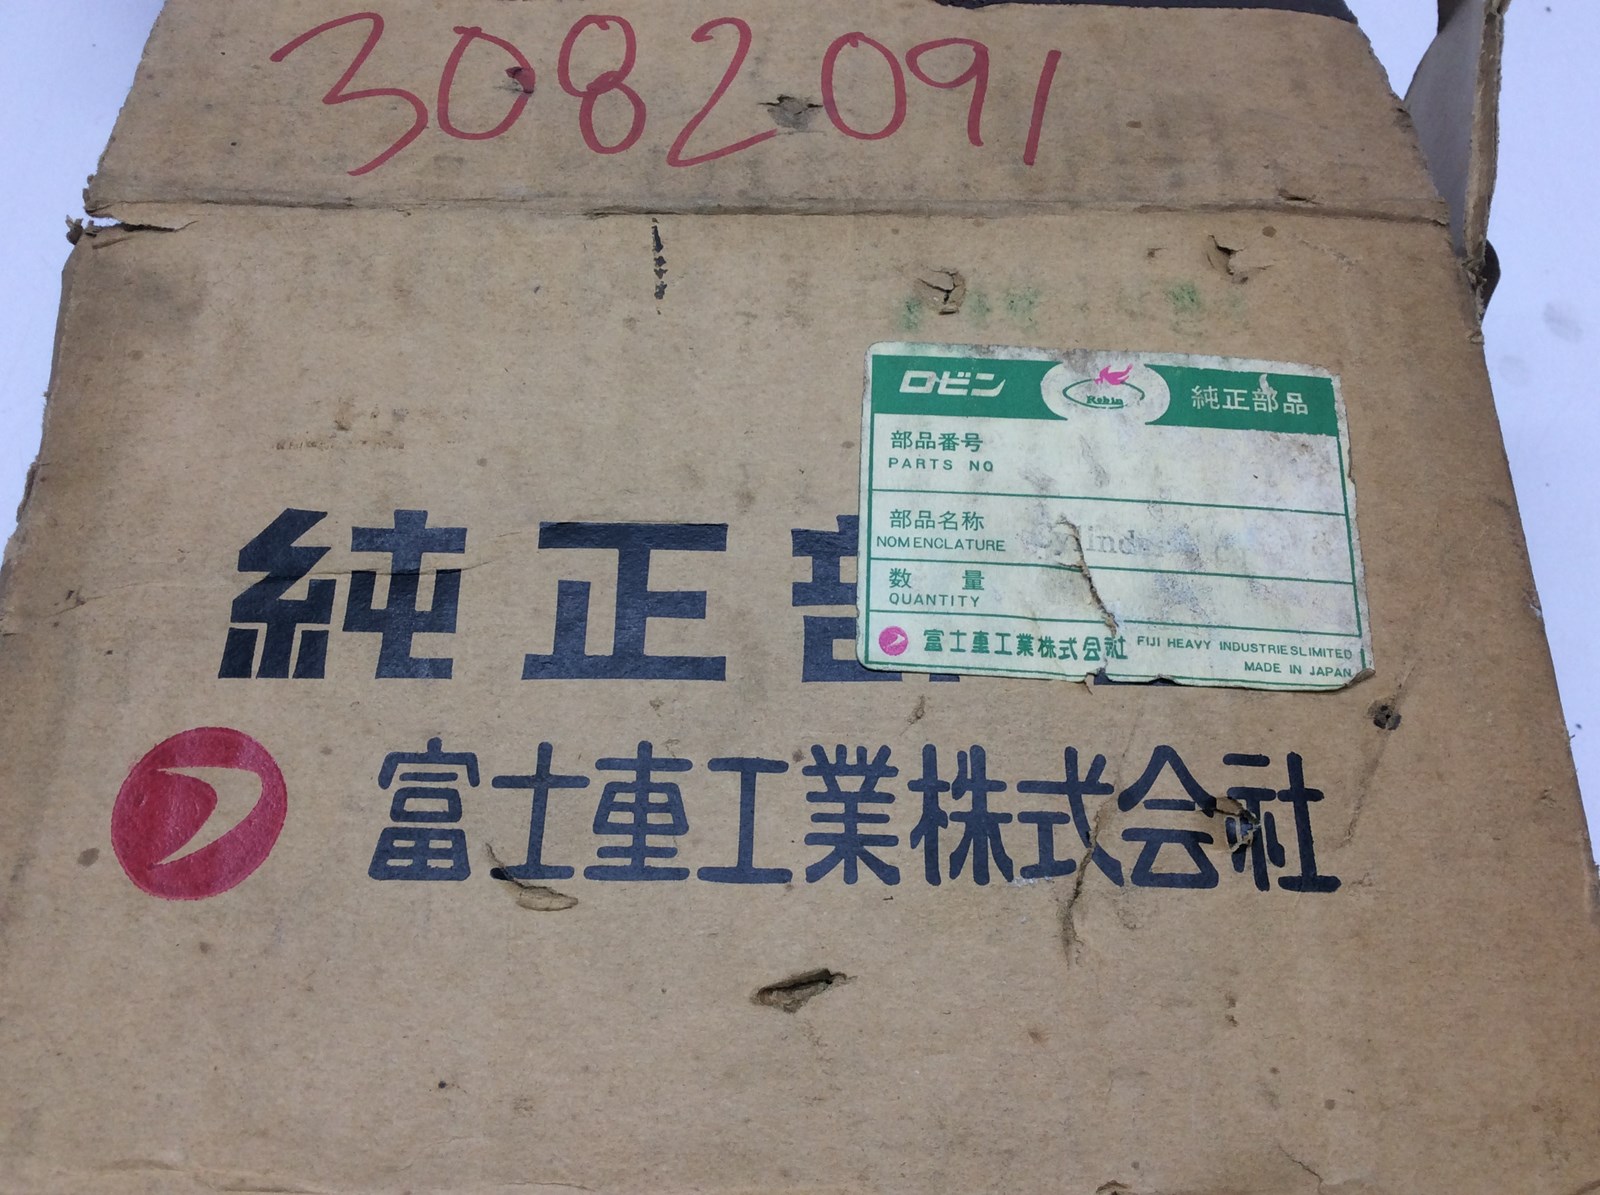 3082091
ロビン
Robin
純正部品
部品番号
PARTS NO
部品名称
NOMENCLATURE
Cylinder
数量
QUANTITY
富士重工業株式会社
FIJI HEAVY INDUSTRIES LIMITED
MADE IN JAPAN
純正部
富士重工業株式会社